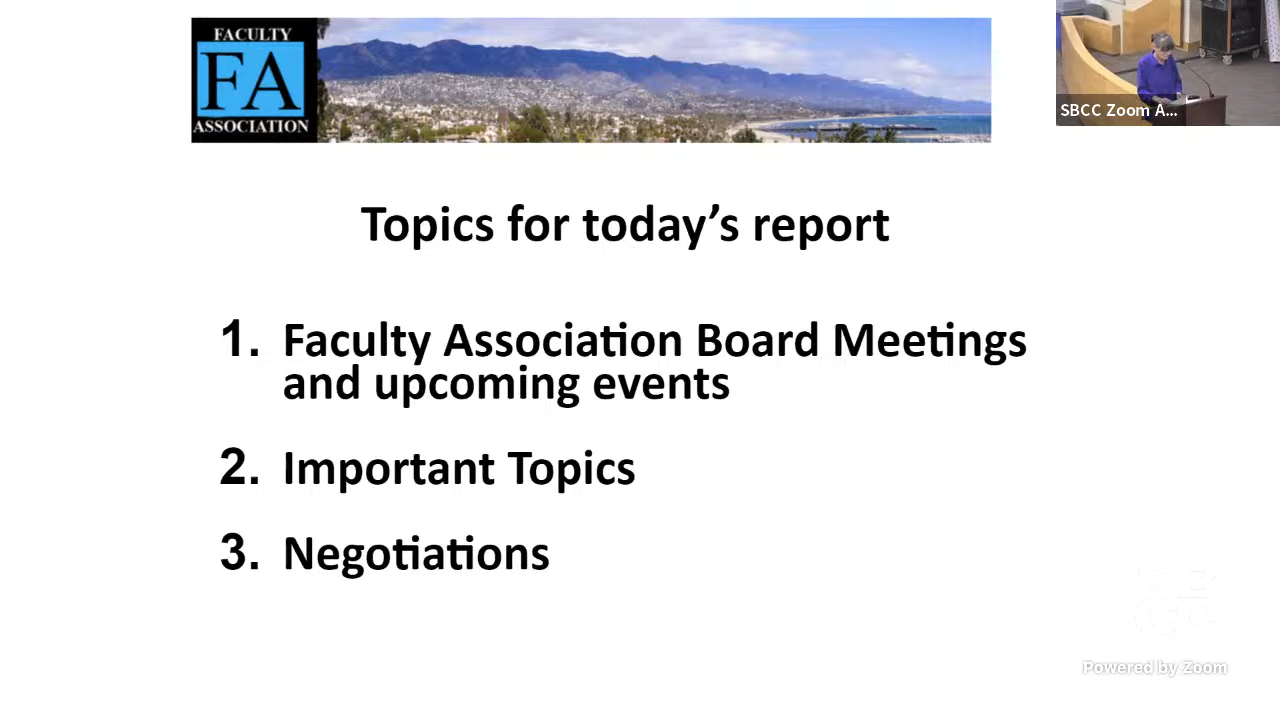 FACULTY
FA
ASSOCIATION
SBCC Zoom A...
Topics for today’s report
1. Faculty Association Board Meetings
and upcoming events
2. Important Topics
3. Negotiations
Powered by Zoom